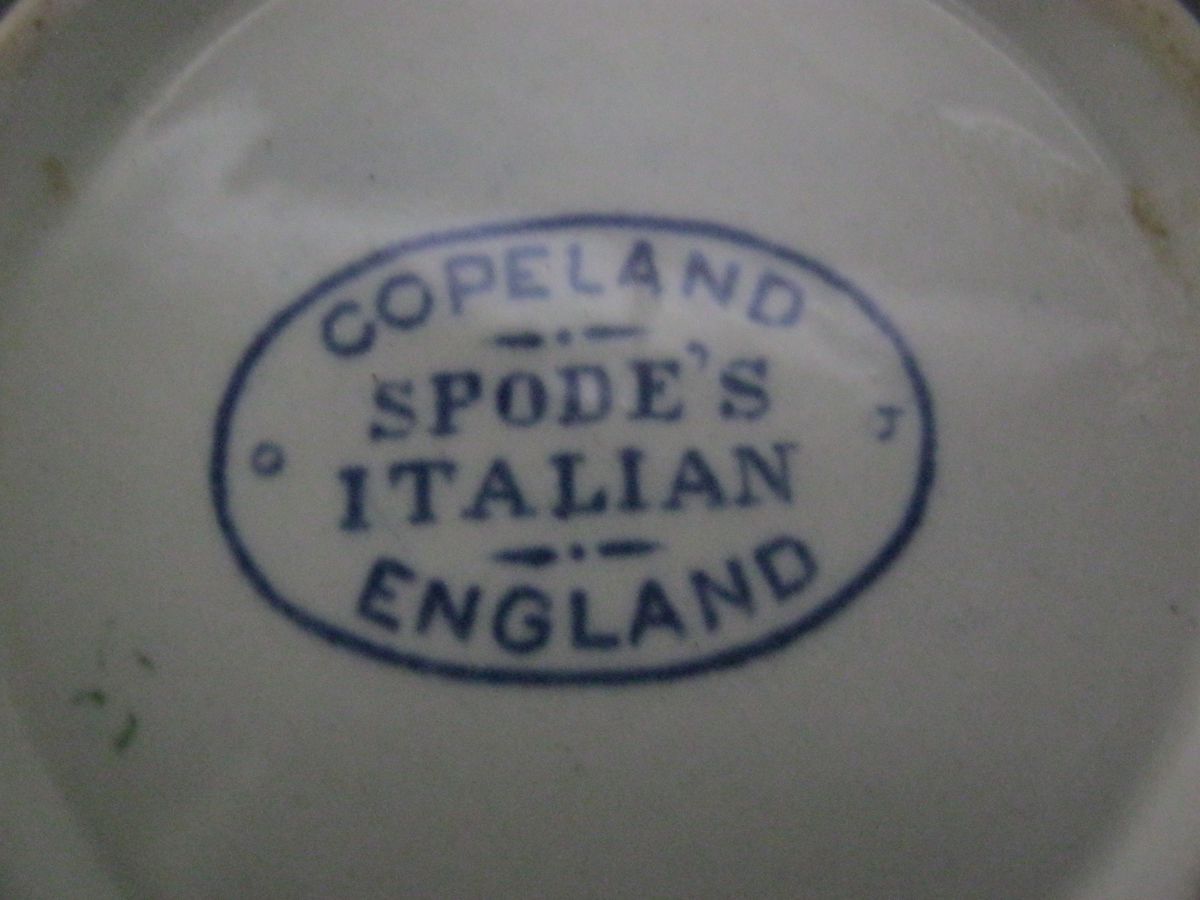 COPELAND
SPODE'S
O J
ITALIAN
ENGLAND